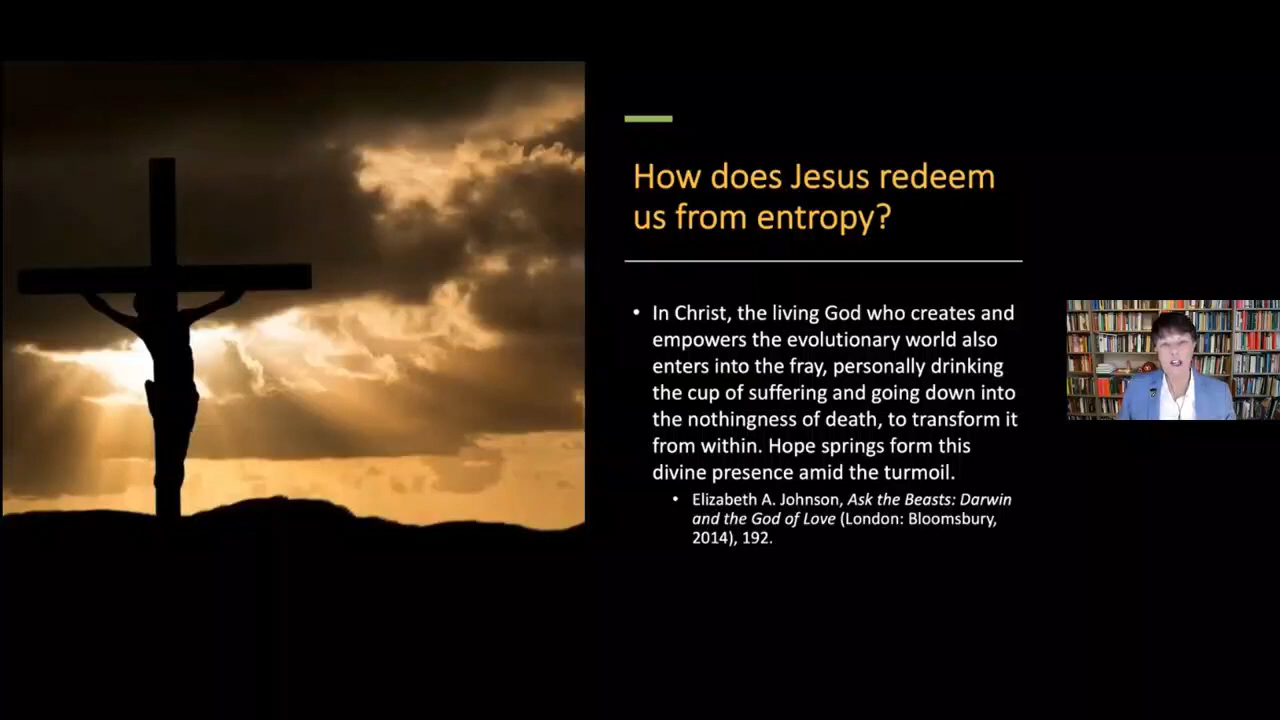 How does Jesus redeem
us from entropy?
• In Christ, the living God who creates and
empowers the evolutionary world also
enters into the fray, personally drinking
the cup of suffering and going down into
the nothingness of death, to transform it
from within. Hope springs form this
divine presence amid the turmoil.
• Elizabeth A. Johnson, Ask the Beasts: Darwin
and the God of Love (London: Bloomsbury,
2014), 192.